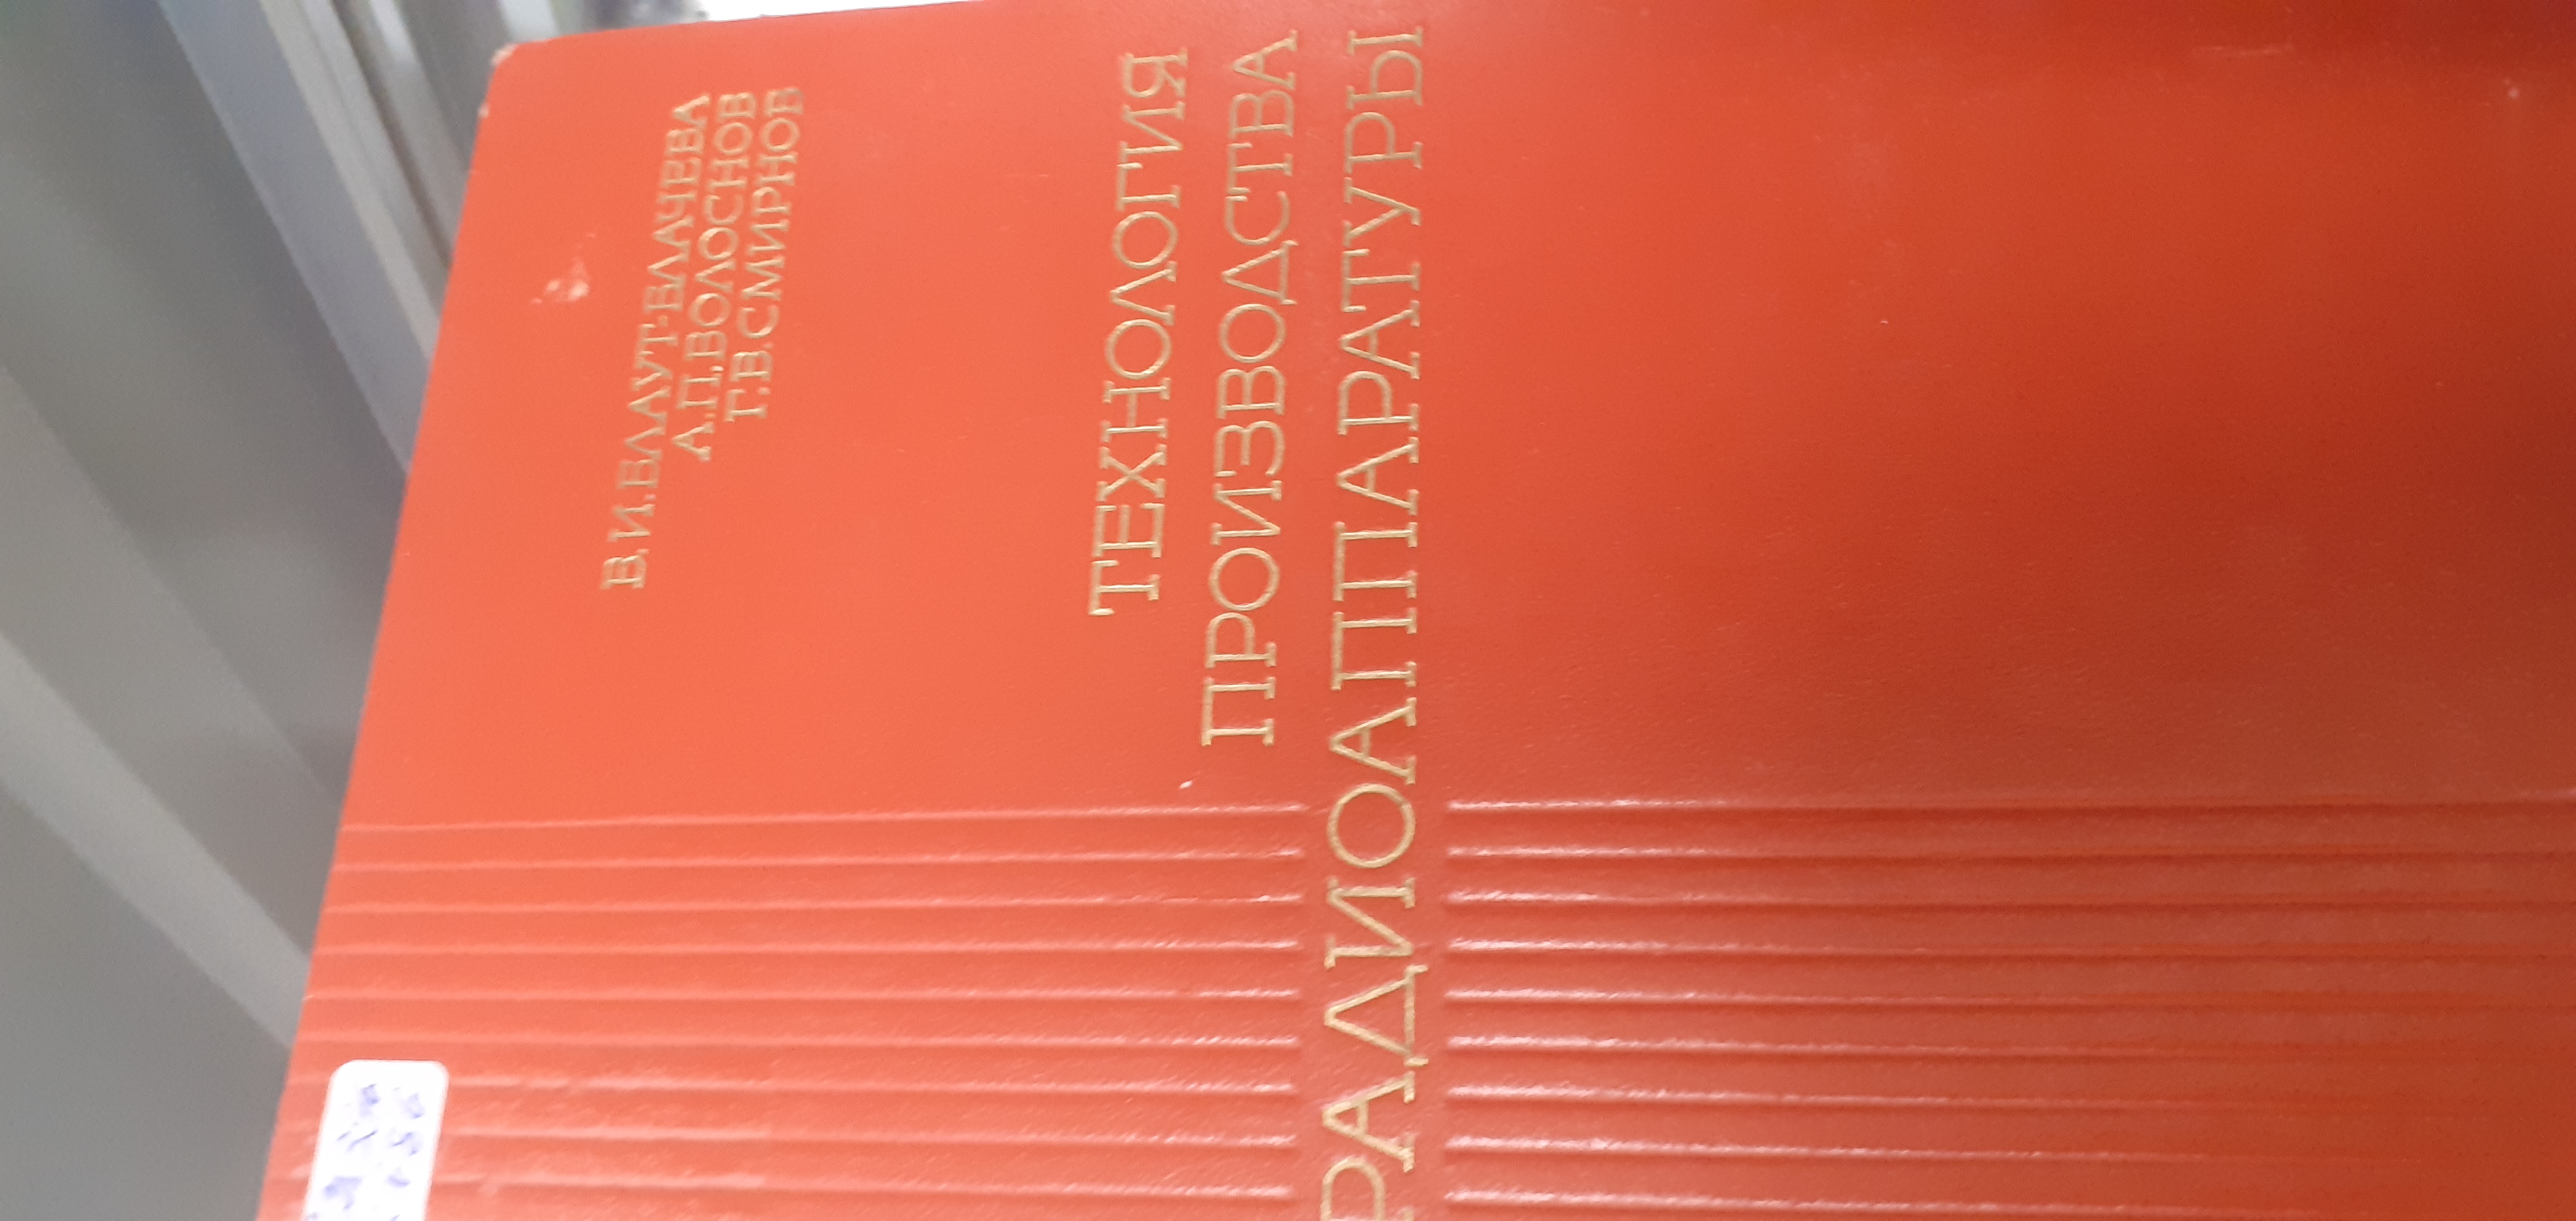 В.И.БЛАУТ-БЛАЧЕВА
А.П.ВОЛОСНОВ
Г.В.СМИРНОВ
ТЕХНОЛОГИЯ
ПРОИЗВОДСТВА
РАДИОАППАРАТУРЫ